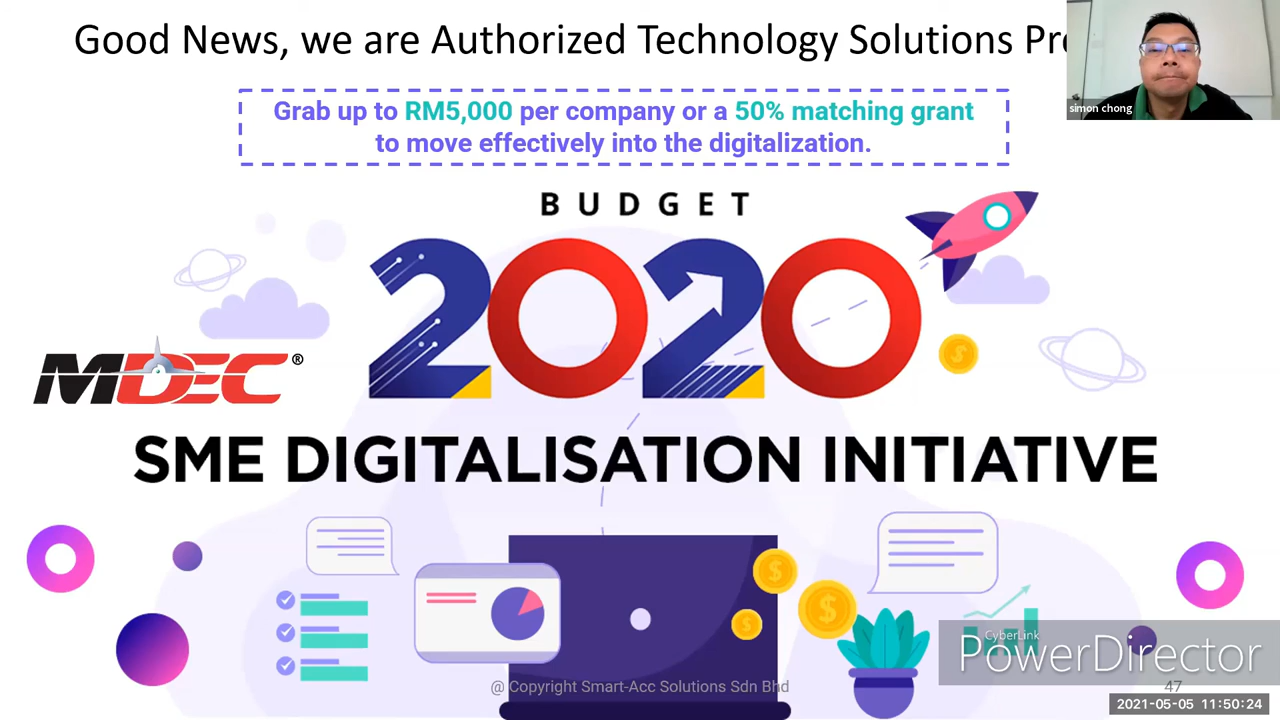 Good News, we are Authorized Technology Solutions Pro
simon chong
Grab up to RM5,000 per company or a 50% matching grant
to move effectively into the digitalization.
BUDGET
2020
MDEC®
SME DIGITALISATION INITIATIVE
CyberLink
PowerDirector
@ Copyright Smart-Acc Solutions Sdn Bhd
47
2021-05-05 11:50:24